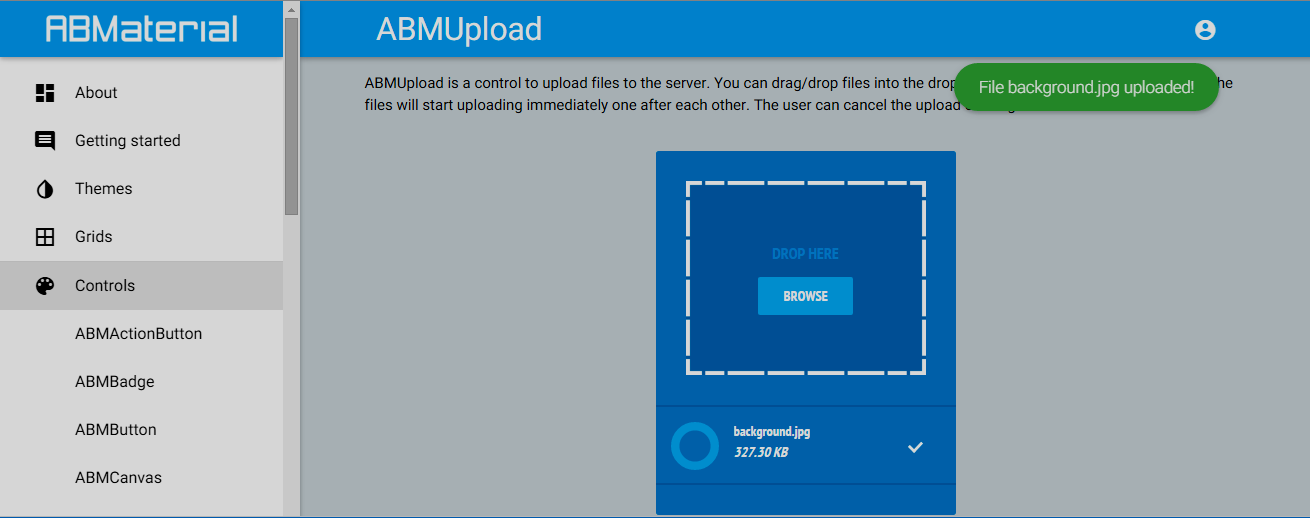 ABMaterial
ABMUpload
About
Getting started
Themes
Grids
Controls
ABMActionButton
ABMBadge
ABMButton
ABMCanvas
ABMUpload is a control to upload files to the server. You can drag/drop files into the drop he
files will start uploading immediately one after each other. The user can cancel the upload
File background.jpg uploaded!
DROP HERE
BROWSE
background.jpg
327.30 KB